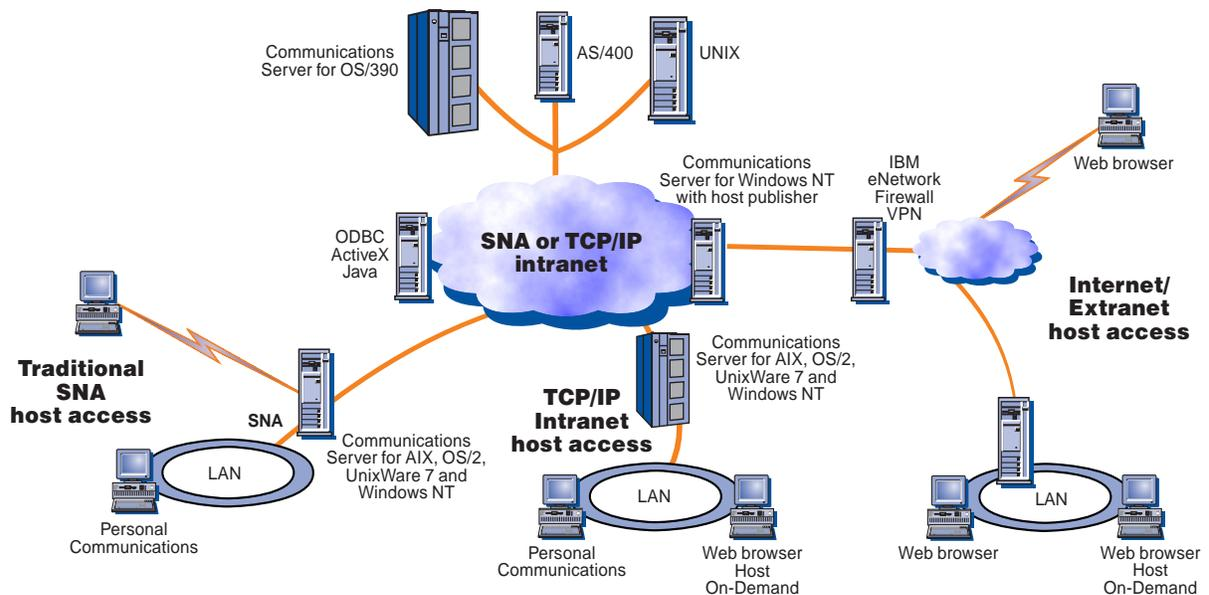 Communications
Server for OS/390
AS/400
UNIX
Web browser
Communications
Server for Windows NT
with host publisher
IBM
eNetwork
Firewall
VPN
ODBC
ActiveX
Java
SNA or TCP/IP
intranet
Internet/
Extranet
host access
Traditional
SNA
host access
SNA
Communications
Server for AIX, OS/2,
UnixWare 7 and
Windows NT
LAN
Personal
Communications
TCP/IP
Intranet
host access
Communications
Server for AIX, OS/2,
UnixWare 7 and
Windows NT
LAN
Personal
Communications
Web browser
Host
On-Demand
LAN
Web browser
Web browser
Host
On-Demand